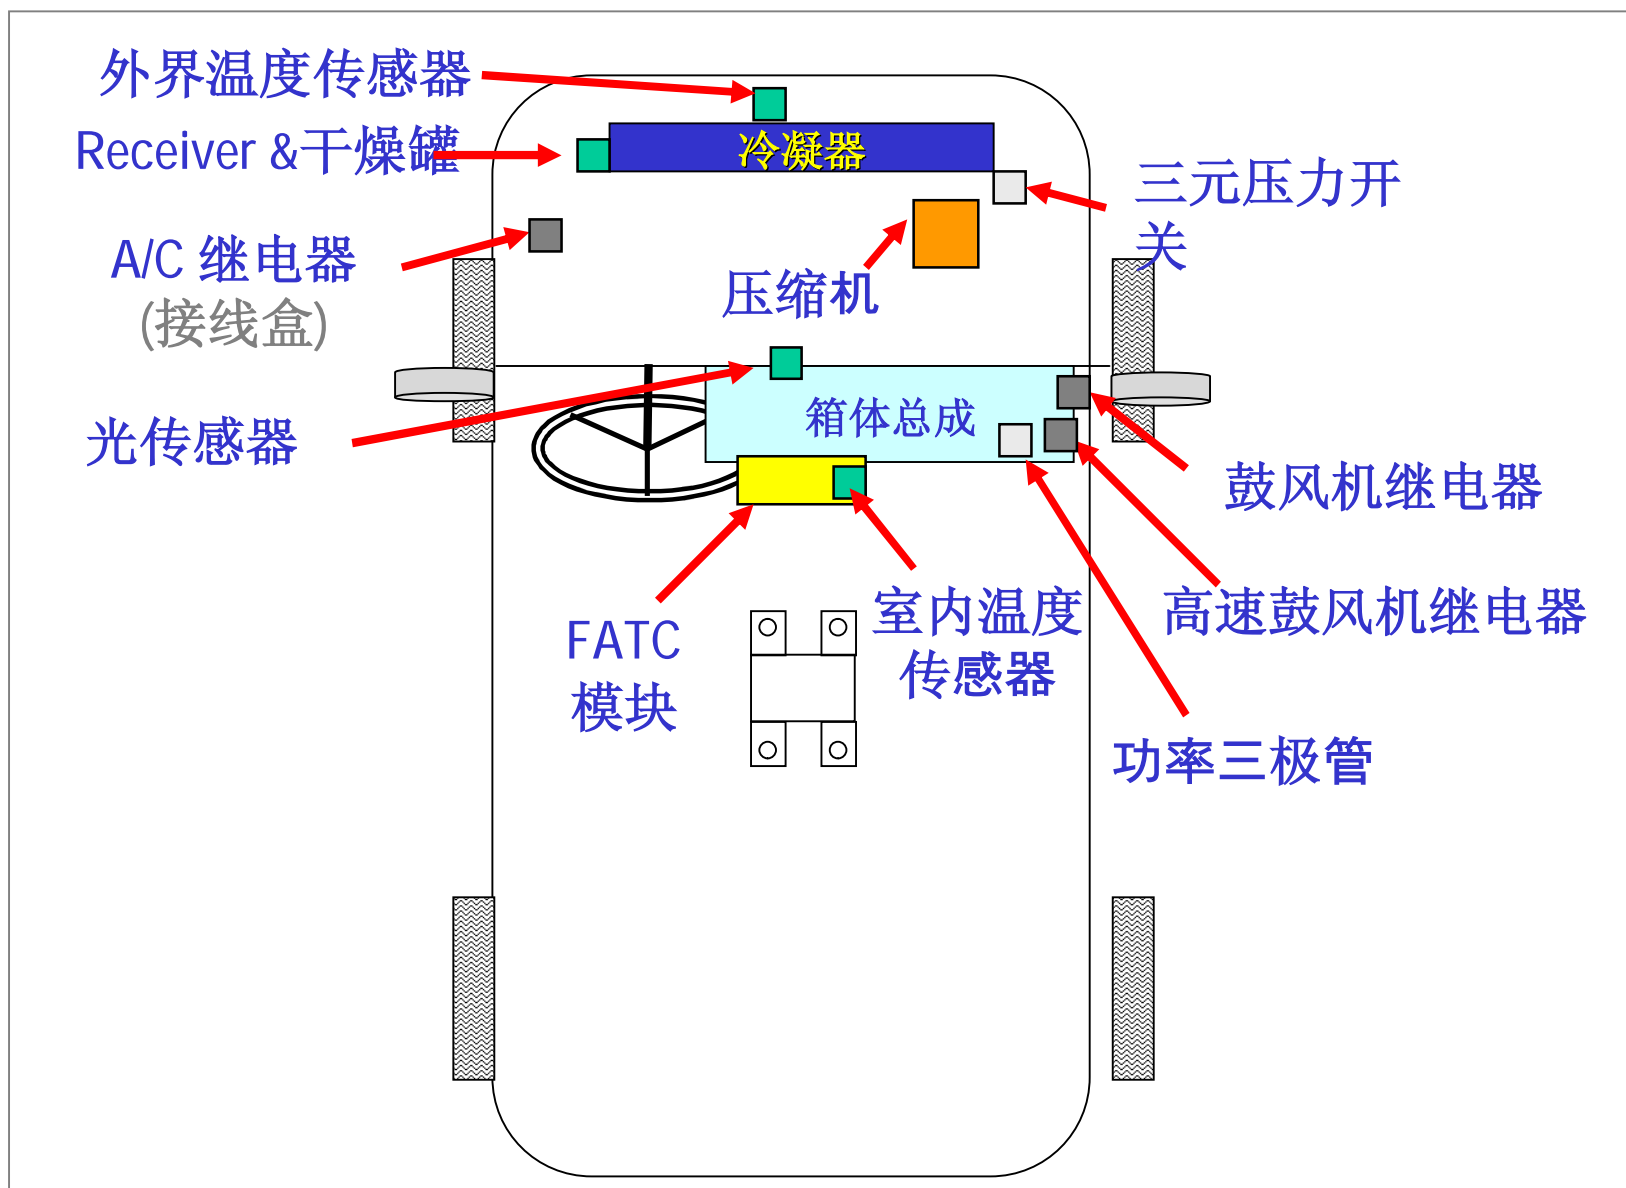 外界温度传感器
Receiver &干燥罐
冷凝器
三元压力开
关
A/C 继电器
(接线盒)
压缩机
光传感器
箱体总成
鼓风机继电器
FATC
模块
室内温度
传感器
高速鼓风机继电器
功率三极管